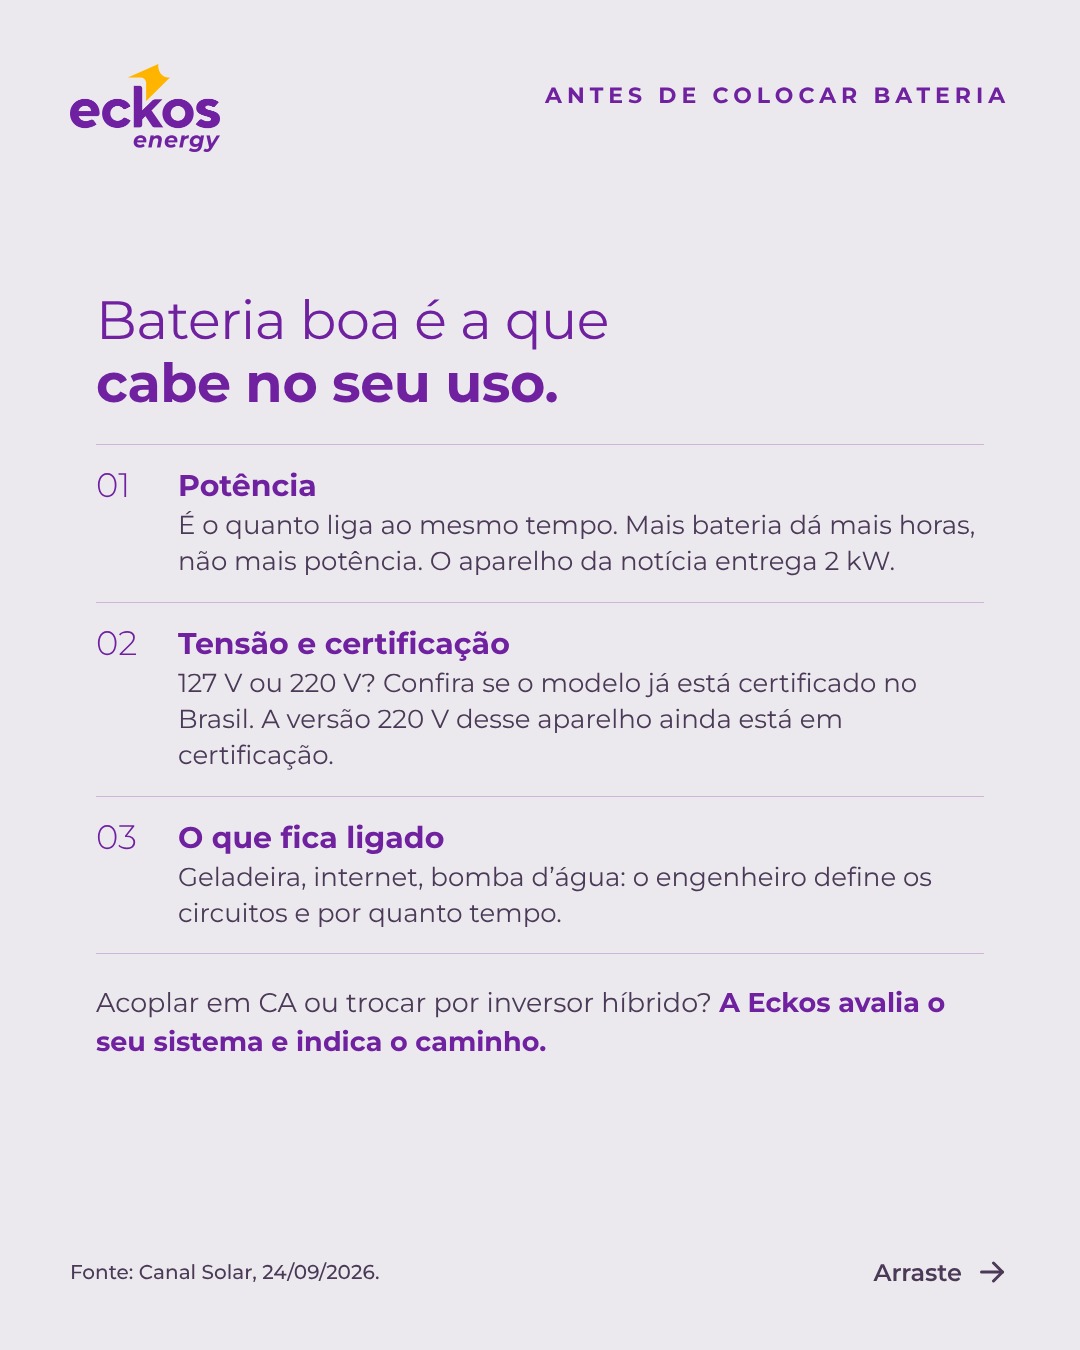 eckos
energy
ANTES DE COLOCAR BATERIA
Bateria boa é a que
cabe no seu uso.
01 Potência
É o quanto liga ao mesmo tempo. Mais bateria dá mais horas,
não mais potência. O aparelho da notícia entrega 2 kW.
02 Tensão e certificação
127 V ou 220 V? Confira se o modelo já está certificado no
Brasil. A versão 220 V desse aparelho ainda está em
certificação.
03 O que fica ligado
Geladeira, internet, bomba d’água: o engenheiro define os
circuitos e por quanto tempo.
Acoplar em CA ou trocar por inversor híbrido? A Eckos avalia o
seu sistema e indica o caminho.
Fonte: Canal Solar, 24/09/2026.
Arraste →